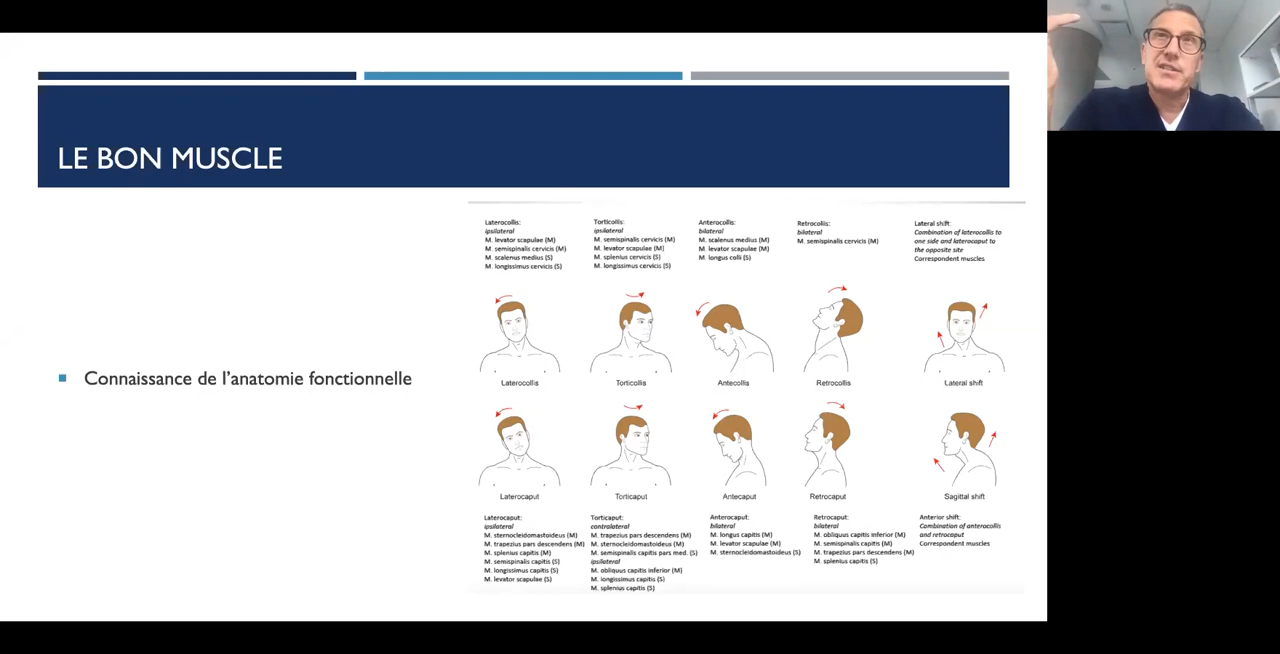 LE BON MUSCLE
Connaissance de l'anatomie fonctionnelle
Laterocollis:
ipsilateral
M. levator scapulae (M)
M. semispinalis cervicis (M)
M. scalenus medius (S)
M. longissimus cervicis (S)
Torticollis:
ipsilateral
M. semispinalis cervicis (M)
M. levator scapulae (M)
M. splenius cervicis (S)
M. longissimus cervicis (S)
Anterocollis:
bilateral
M. scalenus medius (M)
M. levator scapulae (M)
M. longus colli (S)
Retrocollis:
bilateral
M. semispinalis cervicis (M)
Lateral shift:
Combination of laterocollis to
one side and laterocaput to
the opposite site
Correspondent muscles
Laterocollis
Torticollis
Antecollis
Retrocollis
Lateral shift
Laterocaput
Torticaput
Antecaput
Retrocaput
Sagittal shift
Laterocaput:
ipsilateral
M. sternocleidomastoideus (M)
M. trapezius pars descendens (M)
M. splenius capitis (M)
M. semispinalis capitis (S)
M. longissimus capitis (S)
M. levator scapulae (S)
Torticaput:
contralateral
M. trapezius pars descendens (M)
M. sternocleidomastoideus (M)
M. semispinalis capitis pars med. (S)
ipsilateral
M. obliquus capitis inferior (M)
M. longissimus capitis (S)
M. splenius capitis (S)
Anterocaput:
bilateral
M. longus capitis (M)
M. levator scapulae (M)
M. sternocleidomastoideus (S)
Retrocaput:
bilateral
M. obliquus capitis inferior (M)
M. semispinalis capitis (M)
M. trapezius pars descendens (M)
M. splenius capitis (S)
Anterior shift:
Combination of anterocollis
and retrocaput
Correspondent muscles